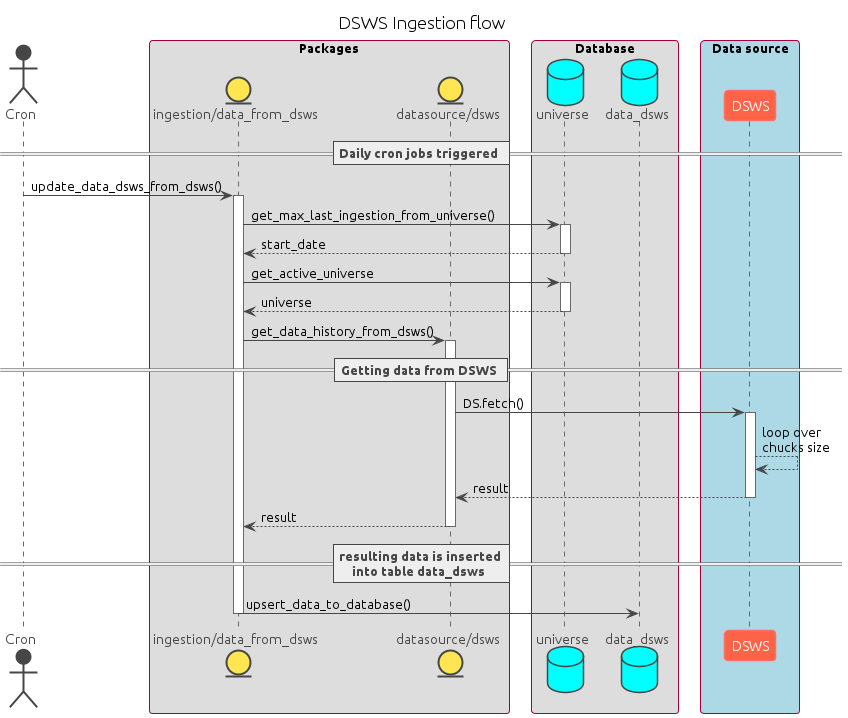 DSWS Ingestion flow
Packages
Database
Data source
Cron
ingestion/data_from_dsws
datasource/dsws
universe
data_dsws
DSWS
Daily cron jobs triggered
update_data_dsws_from_dsws()
get_max_last_ingestion_from_universe()
start_date
get_active_universe
universe
get_data_history_from_dsws()
Getting data from DSWS
DS.fetch()
loop over
chucks size
result
result
resulting data is inserted
into table data_dsws
upsert_data_to_database()
Cron
ingestion/data_from_dsws
datasource/dsws
universe
data_dsws
DSWS